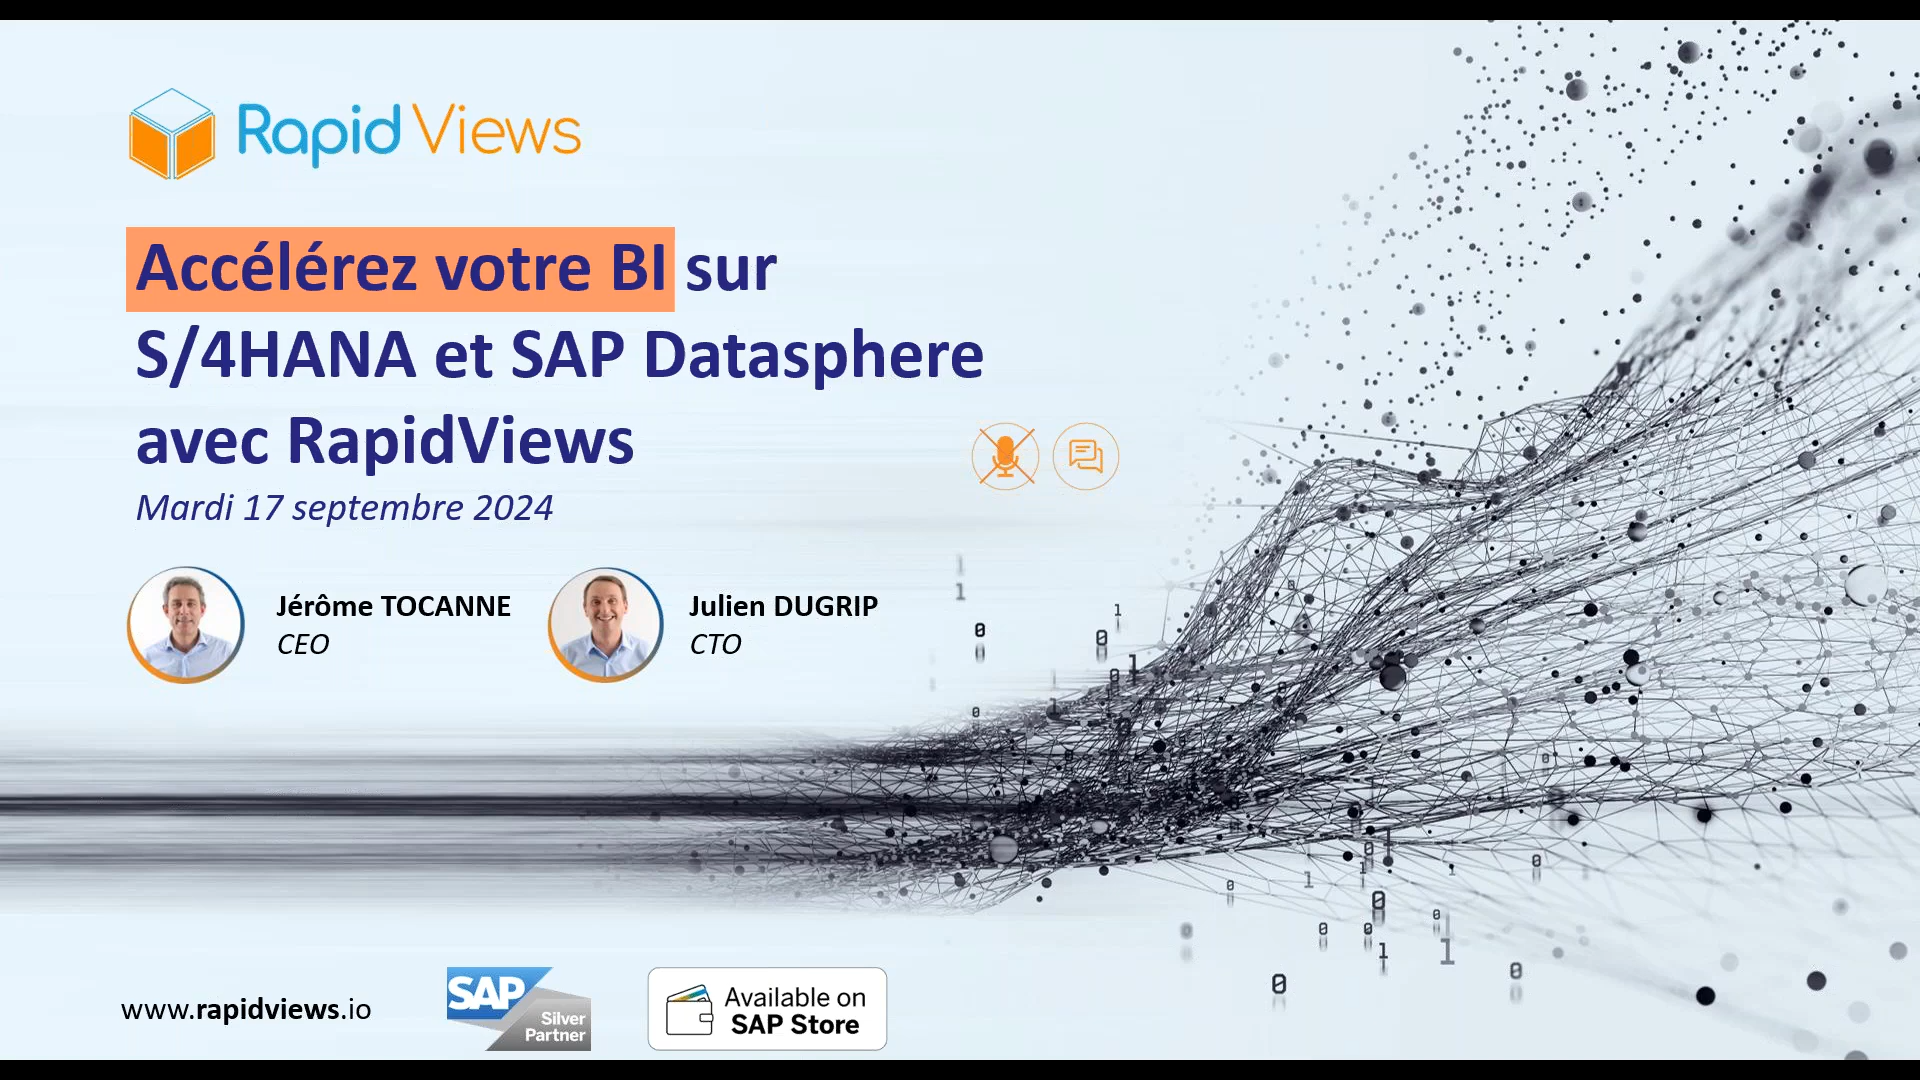 Rapid Views
Accélérez votre BI sur
S/4HANA et SAP Datasphere
avec RapidViews
Mardi 17 septembre 2024
Jérôme TOCANNE
CEO
Julien DUGRIP
CTO
www.rapidviews.io
SAP
Silver
Partner
Available on
SAP Store